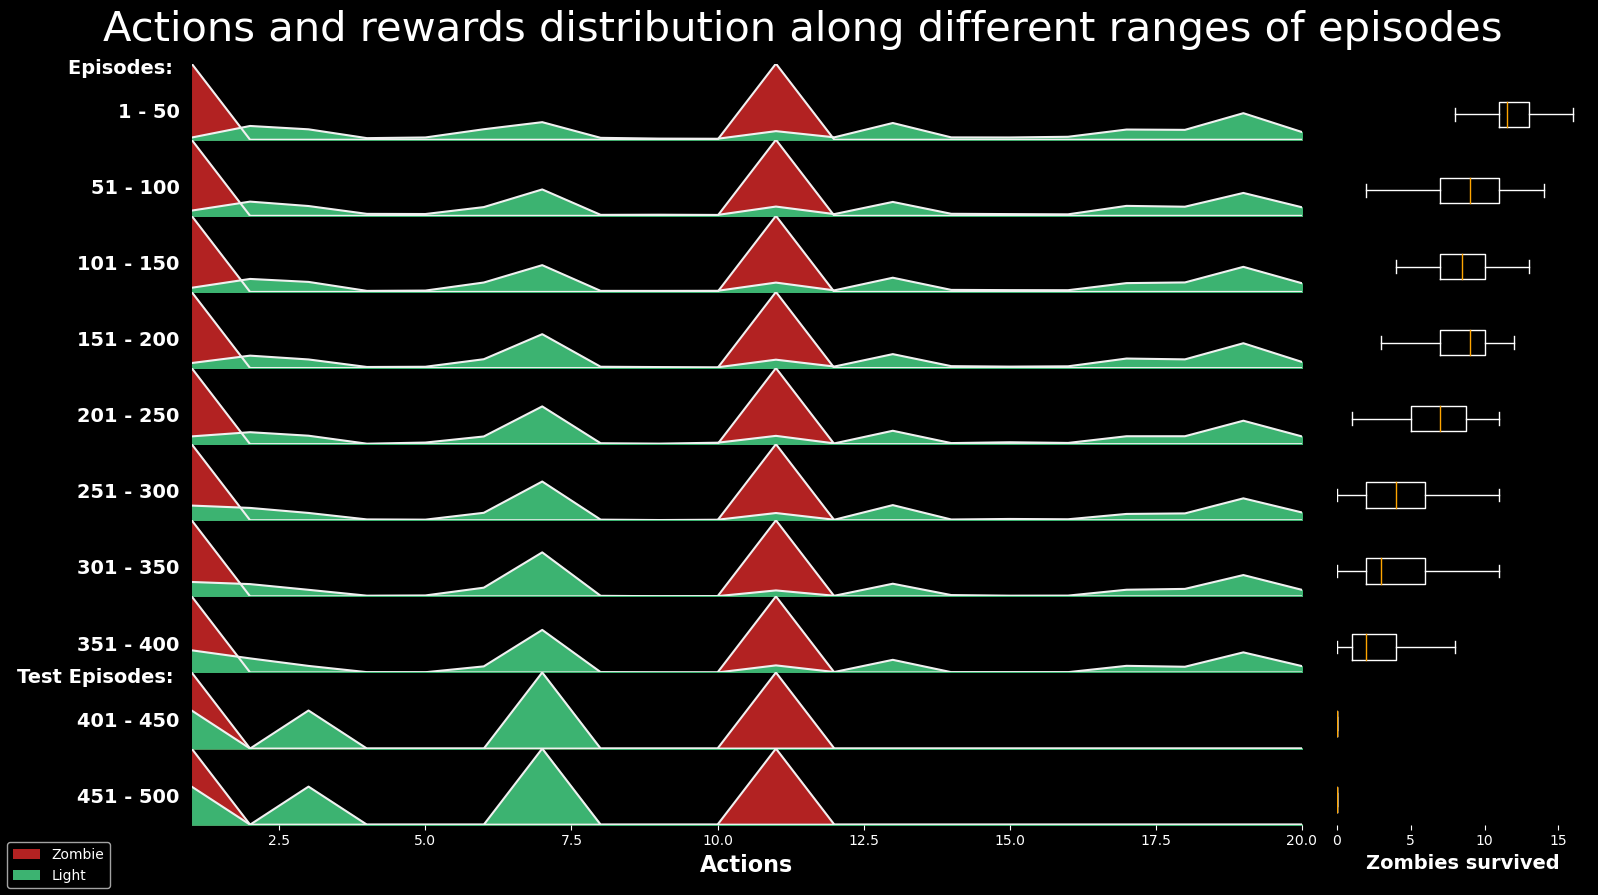 Actions and rewards distribution along different ranges of episodes
Episodes:
1 - 50
51 - 100
101 - 150
151 - 200
201 - 250
251 - 300
301 - 350
351 - 400
Test Episodes:
401 - 450
451 - 500
2.5 5.0 7.5 10.0 12.5 15.0 17.5 20.0
Actions
0 5 10 15
Zombies survived
Zombie
Light